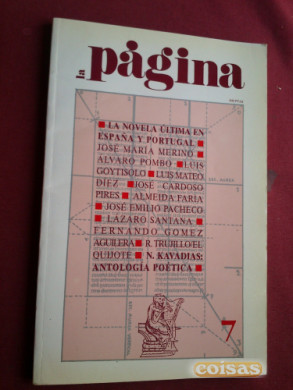 la página
■ LA NOVELA ÚLTIMA EN
ESPAÑA Y PORTUGAL ■
JOSÉ MARÍA MERINO ■
ÁLVARO POMBO ■ LUIS
GOYTISOLO ■ LUIS MATEO
DÍEZ ■ JOSÉ CARDOSO
PIRES ■ ALMEIDA FARIA
■ JOSÉ EMILIO PACHECO
■ LÁZARO SANTANA ■
FERNANDO GÓMEZ
AGUILERA ■ R. TRUJILLO/EL
QUIJOTE ■ N. KAVADIAS:
ANTOLOGÍA POÉTICA ■
7
coisas